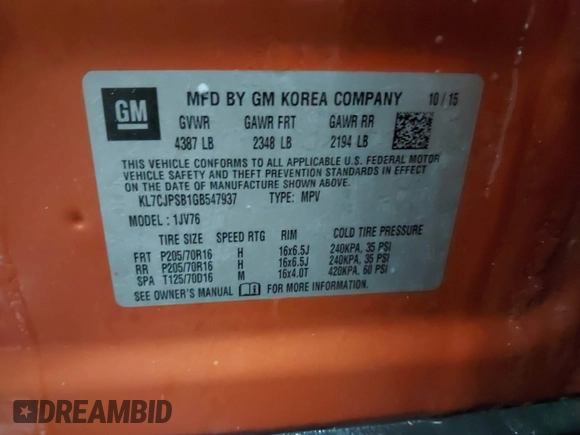 GM
MFD BY GM KOREA COMPANY 10 / 15
GVWR GAWR FRT GAWR RR
4387 LB 2348 LB 2194 LB
THIS VEHICLE CONFORMS TO ALL APPLICABLE U.S. FEDERAL MOTOR
VEHICLE SAFETY AND THEFT PREVENTION STANDARDS IN EFFECT
ON THE DATE OF MANUFACTURE SHOWN ABOVE.
KL7CJPSB1GB547937 TYPE: MPV
MODEL: 1JV76
TIRE SIZE SPEED RTG RIM COLD TIRE PRESSURE
FRT P205/70R16 H 16x6.5J 240KPA, 35 PSI
RR P205/70R16 H 16x6.5J 240KPA, 35 PSI
SPA T125/70D16 M 16x4.0T 420KPA, 60 PSI
SEE OWNER'S MANUAL FOR MORE INFORMATION.
DREAMBID